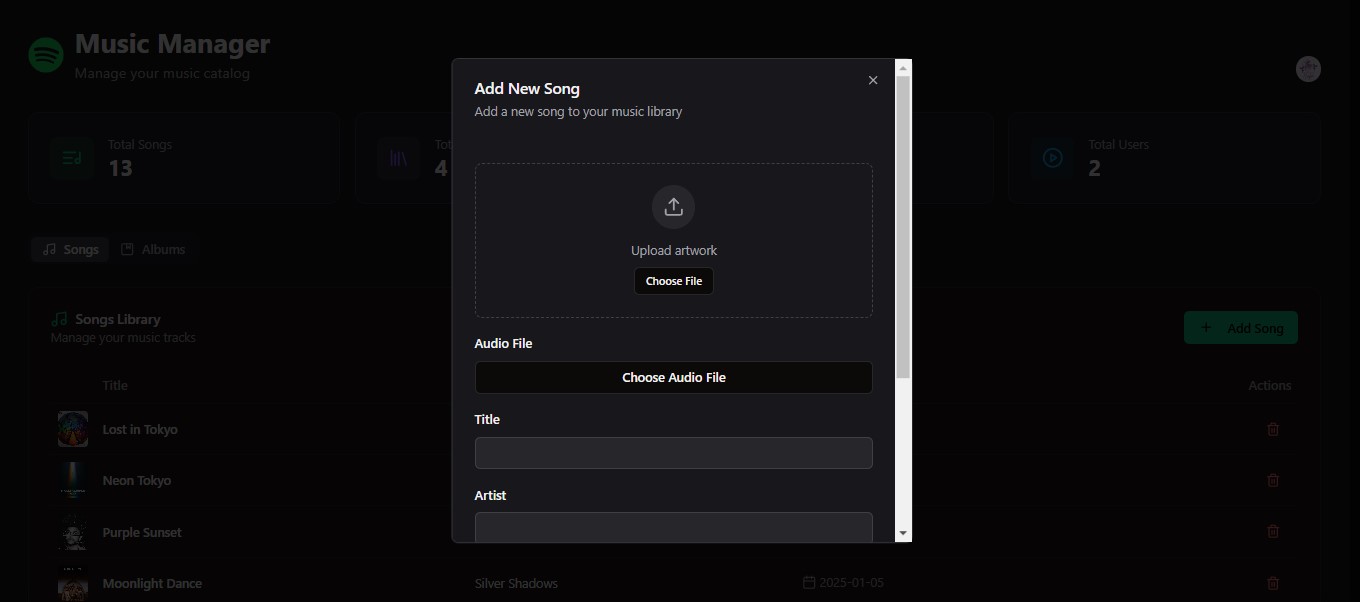 Music Manager
Manage your music catalog
Add New Song
Add a new song to your music library
Total Songs
13
Tot
4
Total Users
2
Upload artwork
Choose File
Songs
Albums
Songs Library
Manage your music tracks
+ Add Song
Audio File
Choose Audio File
Title
Actions
Title
Lost in Tokyo
Neon Tokyo
Artist
Purple Sunset
Moonlight Dance
Silver Shadows
2025-01-05